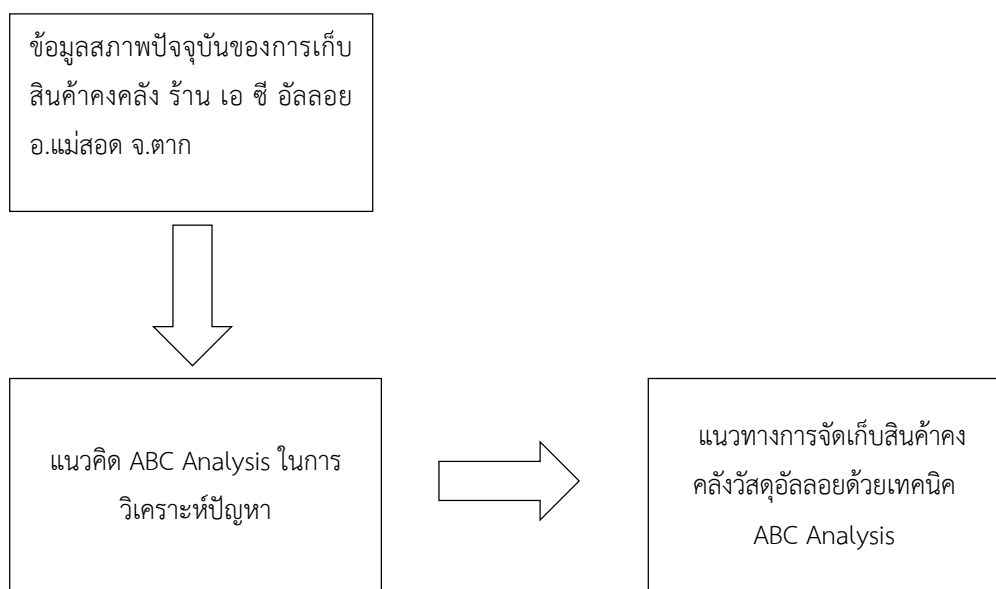 ข้อมูลสภาพปัจจุบันของการเก็บ
สินค้าคงคลัง ร้าน เอ ซี อัลลอย
อ.แม่สอด จ.ตาก
แนวคิด ABC Analysis ในการ
วิเคราะห์ปัญหา
แนวทางการจัดเก็บสินค้าคง
คลังวัสดุอัลลอยด้วยเทคนิค
ABC Analysis